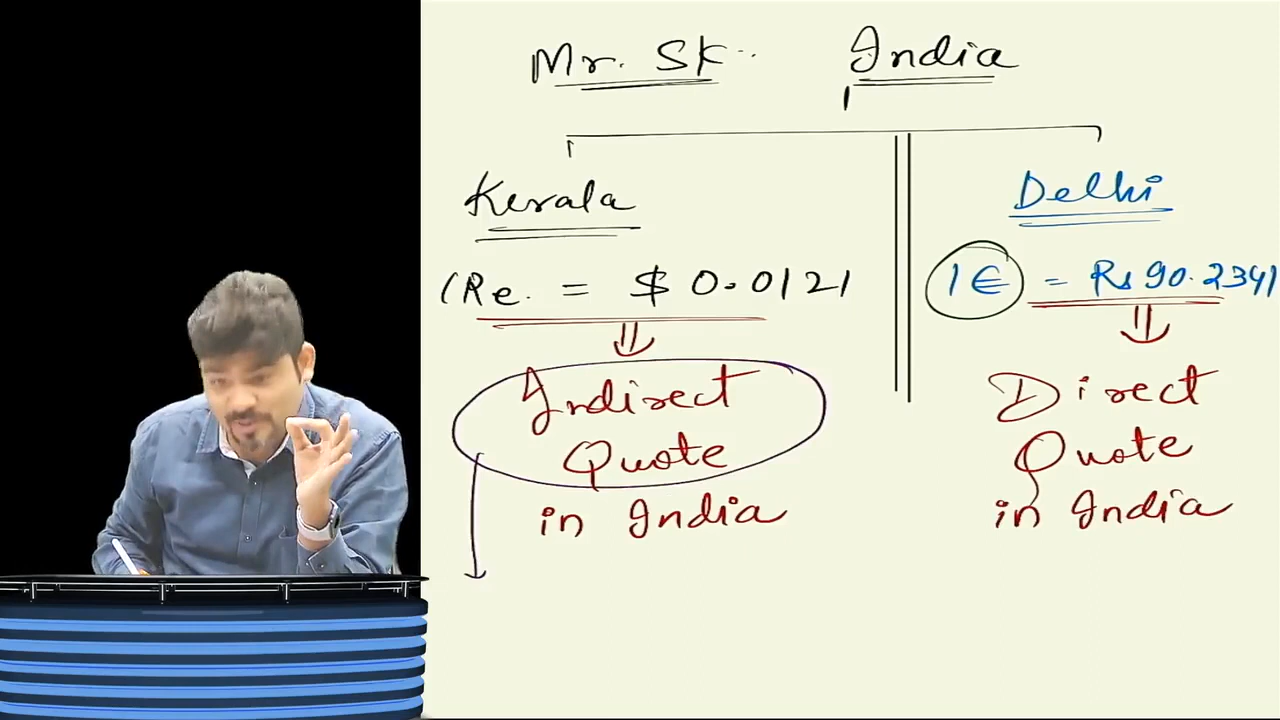 Mr. SK India
Kerala
1Re. = $ 0.0121
Indirect
Quote
in India
Delhi
1€ = Rs 90.2341
Direct
Quote
in India